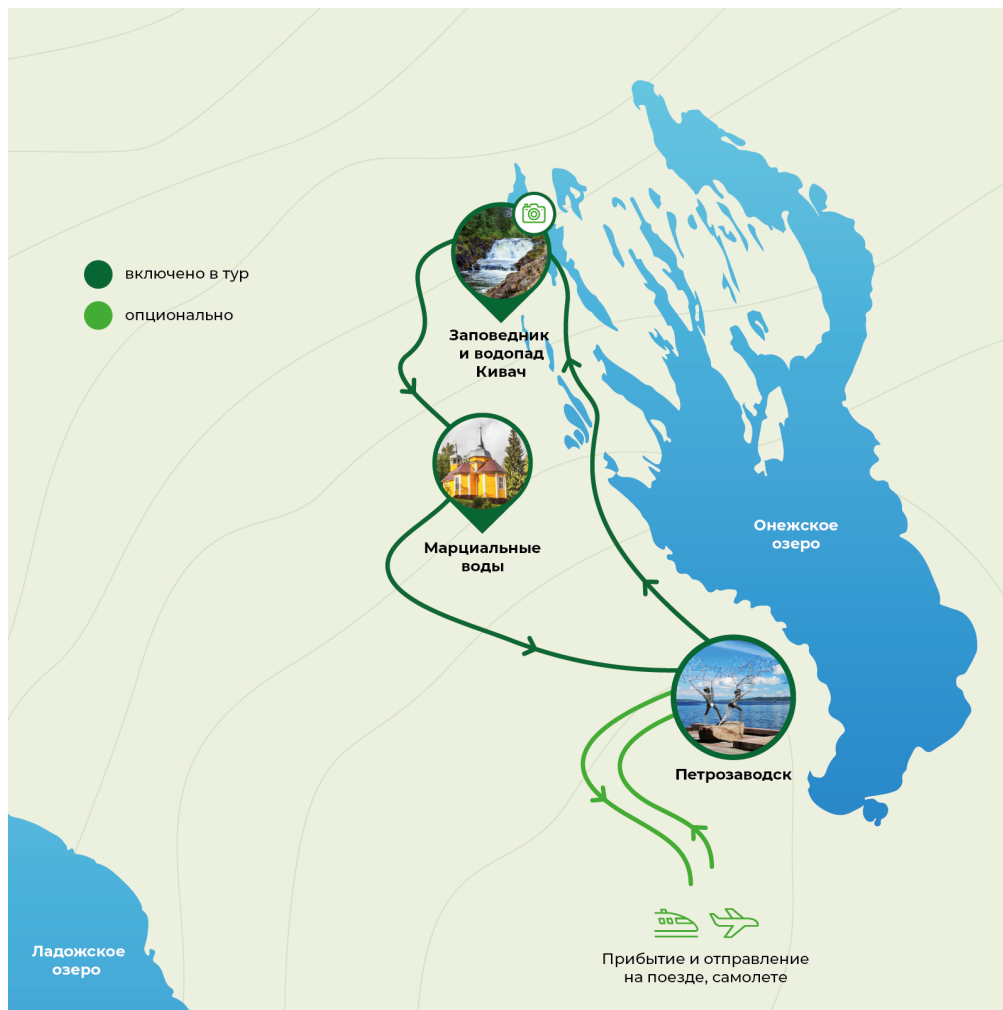 включено в тур
опционально
Заповедник
и водопад
Кивач
Марциальные
воды
Онежское
озеро
Петрозаводск
Ладожское
озеро
Прибытие и отправление
на поезде, самолете